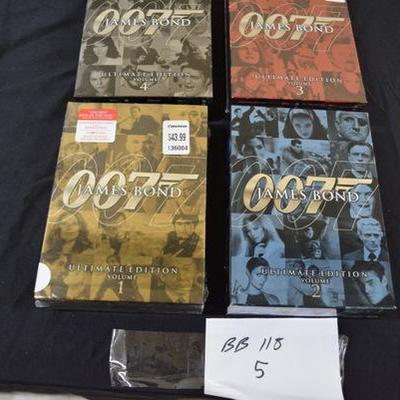 007
JAMES BOND
ULTIMATE EDITION
VOLUME
4
007
JAMES BOND
ULTIMATE EDITION
VOLUME
3
$43.99
007
JAMES BOND
ULTIMATE EDITION
VOLUME
1
007
JAMES BOND
ULTIMATE EDITION
VOLUME
2
BB 118
5